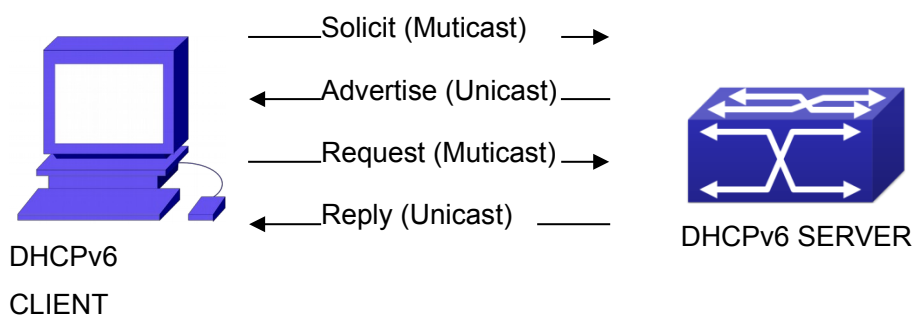 Solicit (Muticast)
Advertise (Unicast)
Request (Muticast)
Reply (Unicast)
DHCPv6 SERVER
DHCPv6
CLIENT